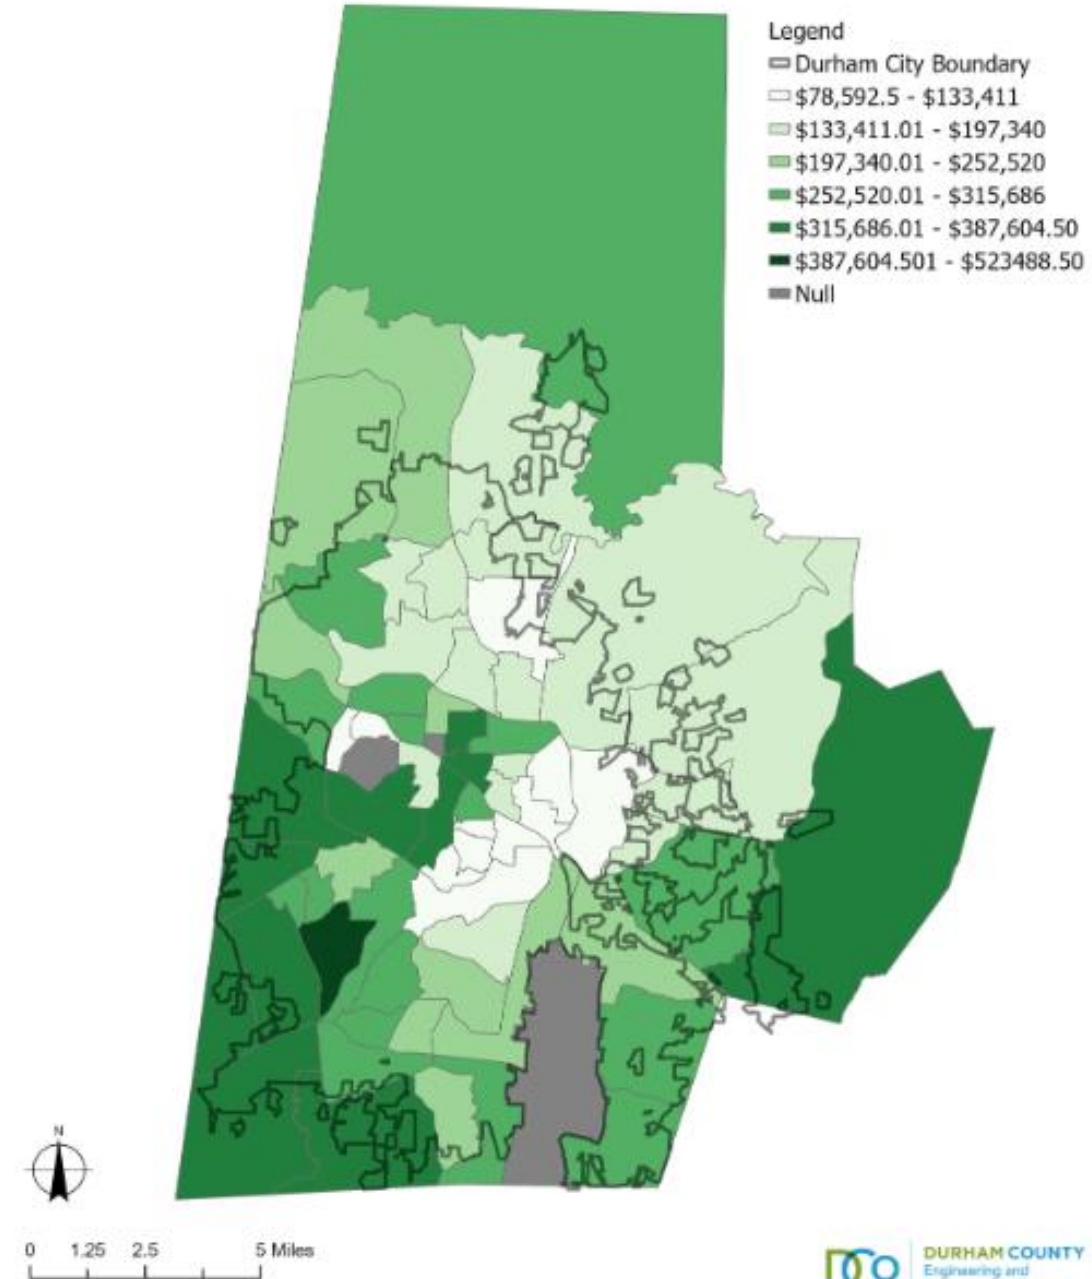 Legend
Durham City Boundary
$78,592.5 - $133,411
$133,411.01 - $197,340
$197,340.01 - $252,520
$252,520.01 - $315,686
$315,686.01 - $387,604.50
$387,604.501 - $523488.50
Null
N
0 1.25 2.5 5 Miles
DCO
DURHAM COUNTY
Engineering and